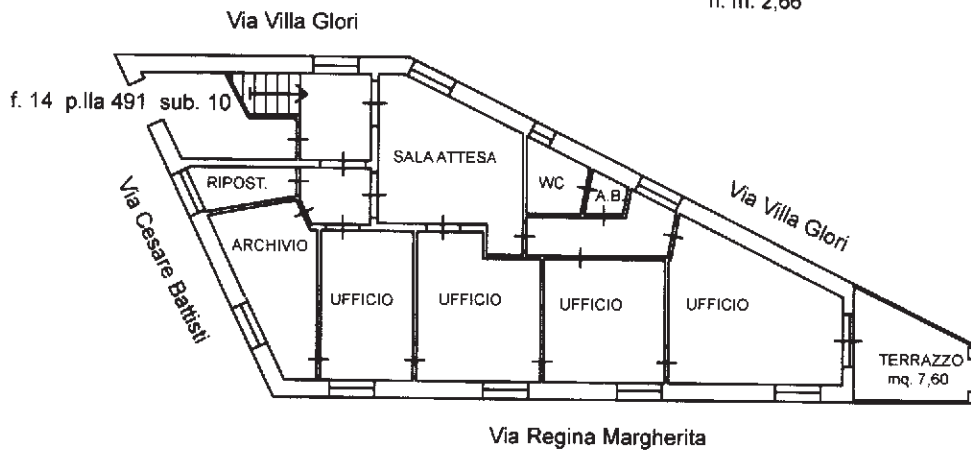 h. m. 2,66
Via Villa Glori
f. 14 p.lla 491 sub. 10
SALA ATTESA
RIPOST.
WC
A.B.
Via Villa Glori
Via Cesare Battisti
ARCHIVIO
UFFICIO
UFFICIO
UFFICIO
UFFICIO
TERRAZZO
mq. 7,60
Via Regina Margherita